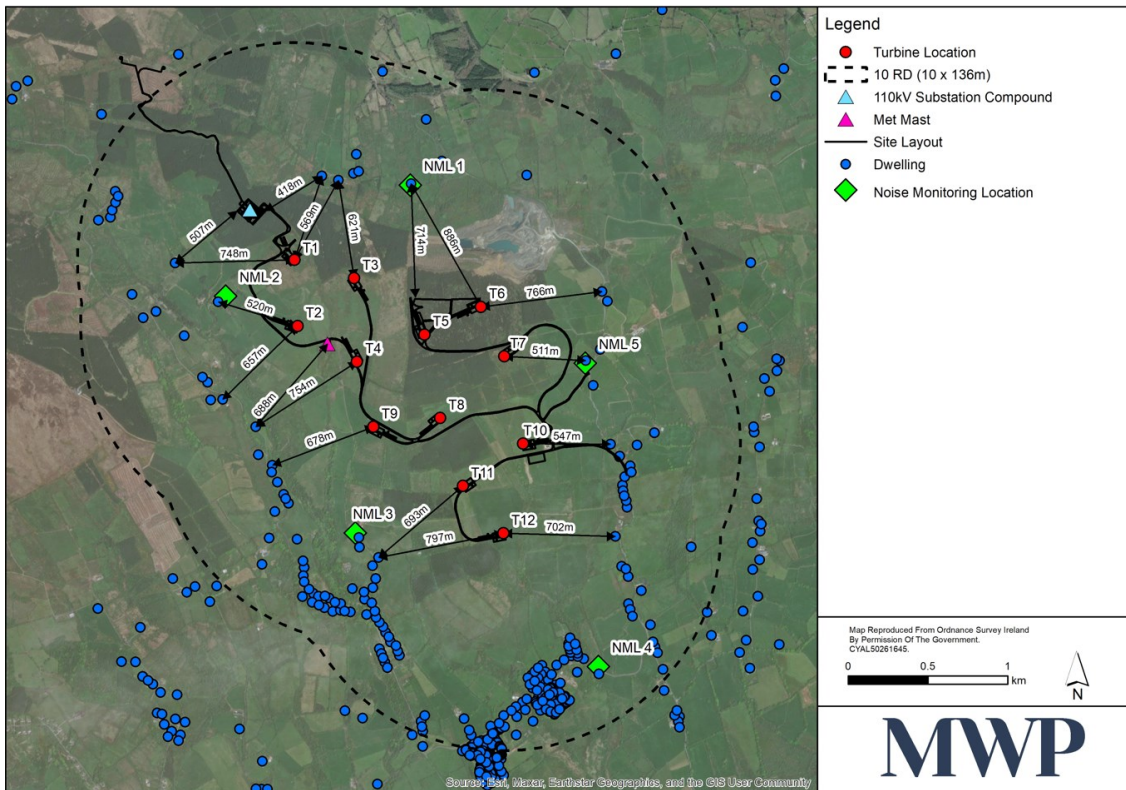 Legend
Turbine Location
10 RD (10 x 136m)
110kV Substation Compound
Met Mast
Site Layout
Dwelling
Noise Monitoring Location
NML 1
418m
507m
569m
621m
714m
886m
748m
T1
T3
NML 2
520m
T2
T6
766m
T5
T7
511m
NML 5
657m
688m
754m
T4
T8
T9
678m
T10
547m
T11
693m
NML 3
797m
T12
702m
NML 4
Source: Esri, Maxar, Earthstar Geographics, and the GIS User Community
Map Reproduced From Ordnance Survey Ireland
By Permission Of The Government.
CYAL50261645.
0 0.5 1
km
N
MWP